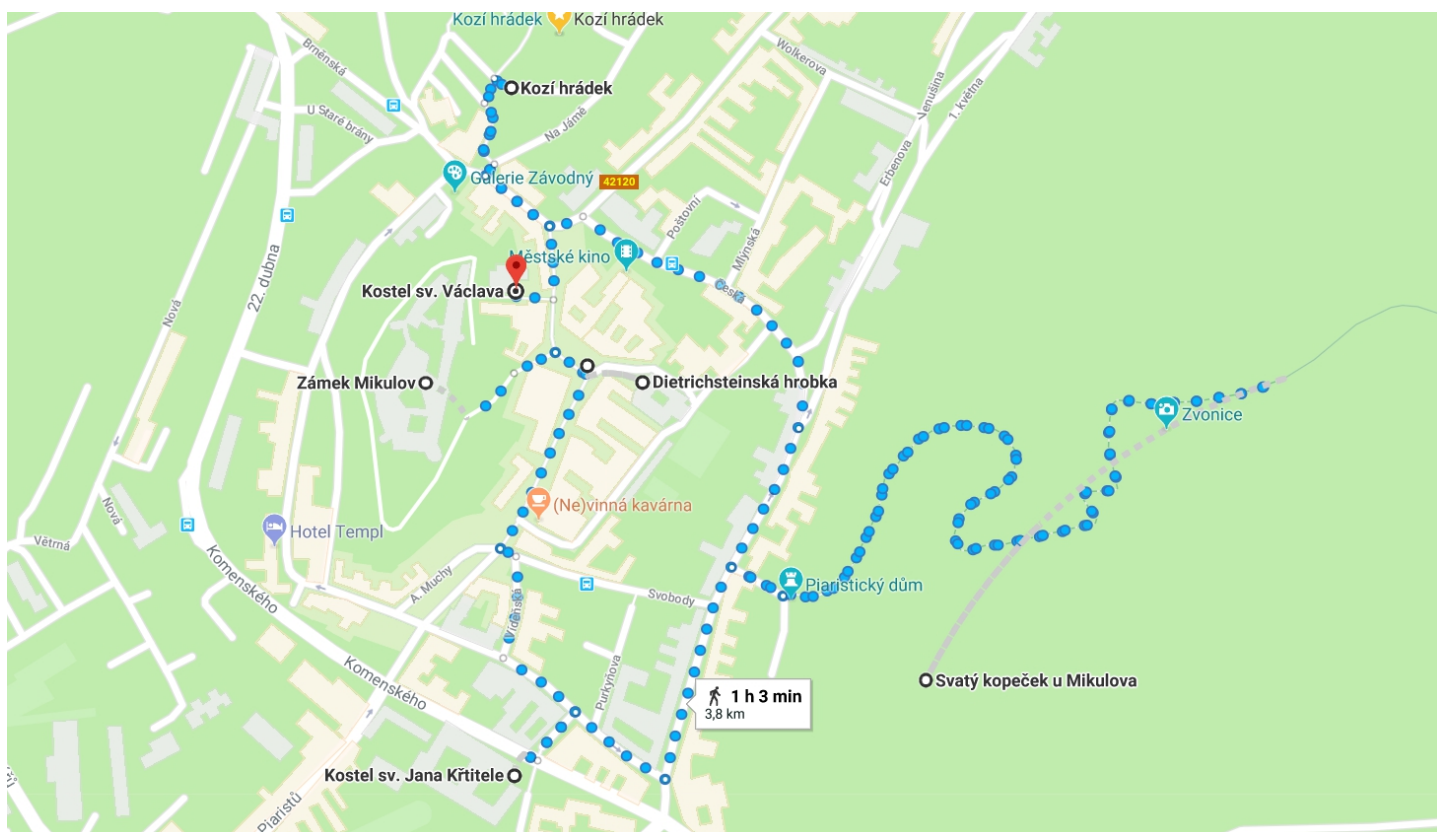 Kozí hrádek
Kozí hrádek
Brněnská
Wolkerova
Kozí hrádek
Venušina
1. května
U Staré brány
Na Jámě
Erbenova
Galerie Závodný
42120
Poštovní
22. dubna
Mlýnská
Městské kino
Nová
Kostel sv. Václava
Česká
Zámek Mikulov
Dietrichsteinská hrobka
Zvonice
(Ne)vinná kavárna
Nová
Hotel Templ
Větrná
Komenského
A. Muchy
Svobody
Piaristický dům
Vídeňská
Purkyňova
Komenského
Svatý kopeček u Mikulova
1 h 3 min
3,8 km
Kostel sv. Jana Křtitele
Piaristů